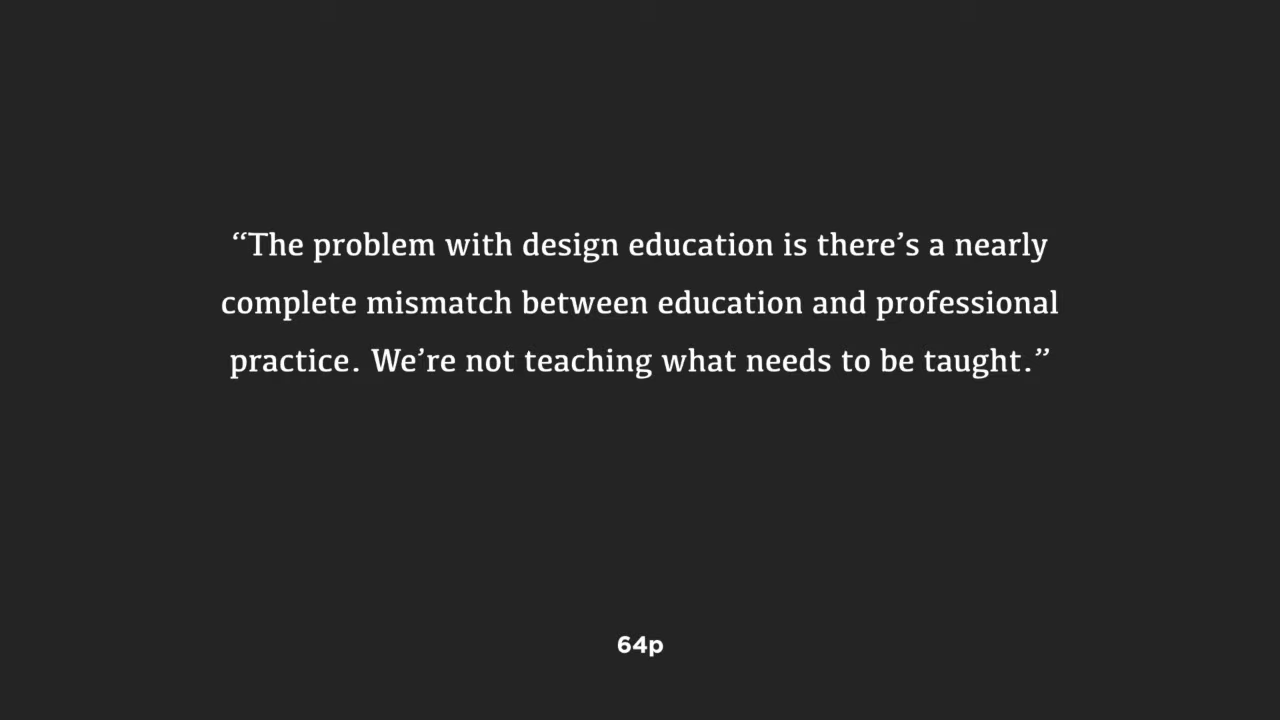 “The problem with design education is there’s a nearly
complete mismatch between education and professional
practice. We’re not teaching what needs to be taught.”
64p